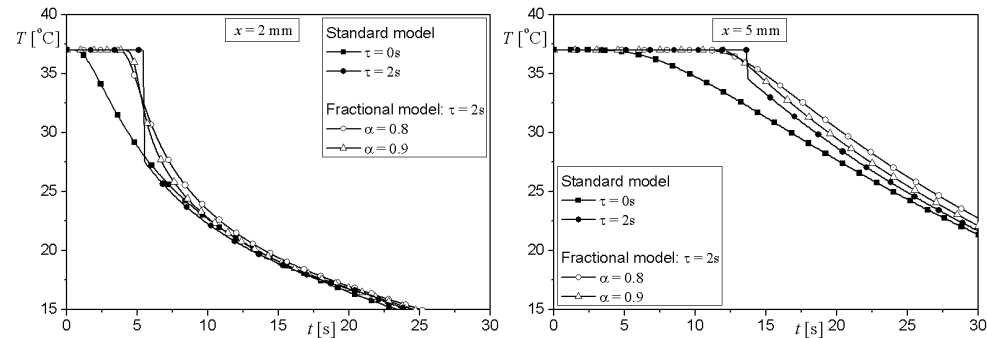 T [°C]
x = 2 mm
40
35
30
25
20
15
0
5
10
15
20
25
30
t [s]
Standard model
τ = 0s
τ = 2s
Fractional model: τ = 2s
α = 0.8
α = 0.9
T [°C]
x = 5 mm
40
35
30
25
20
15
0
5
10
15
20
25
30
t [s]
Standard model
τ = 0s
τ = 2s
Fractional model: τ = 2s
α = 0.8
α = 0.9